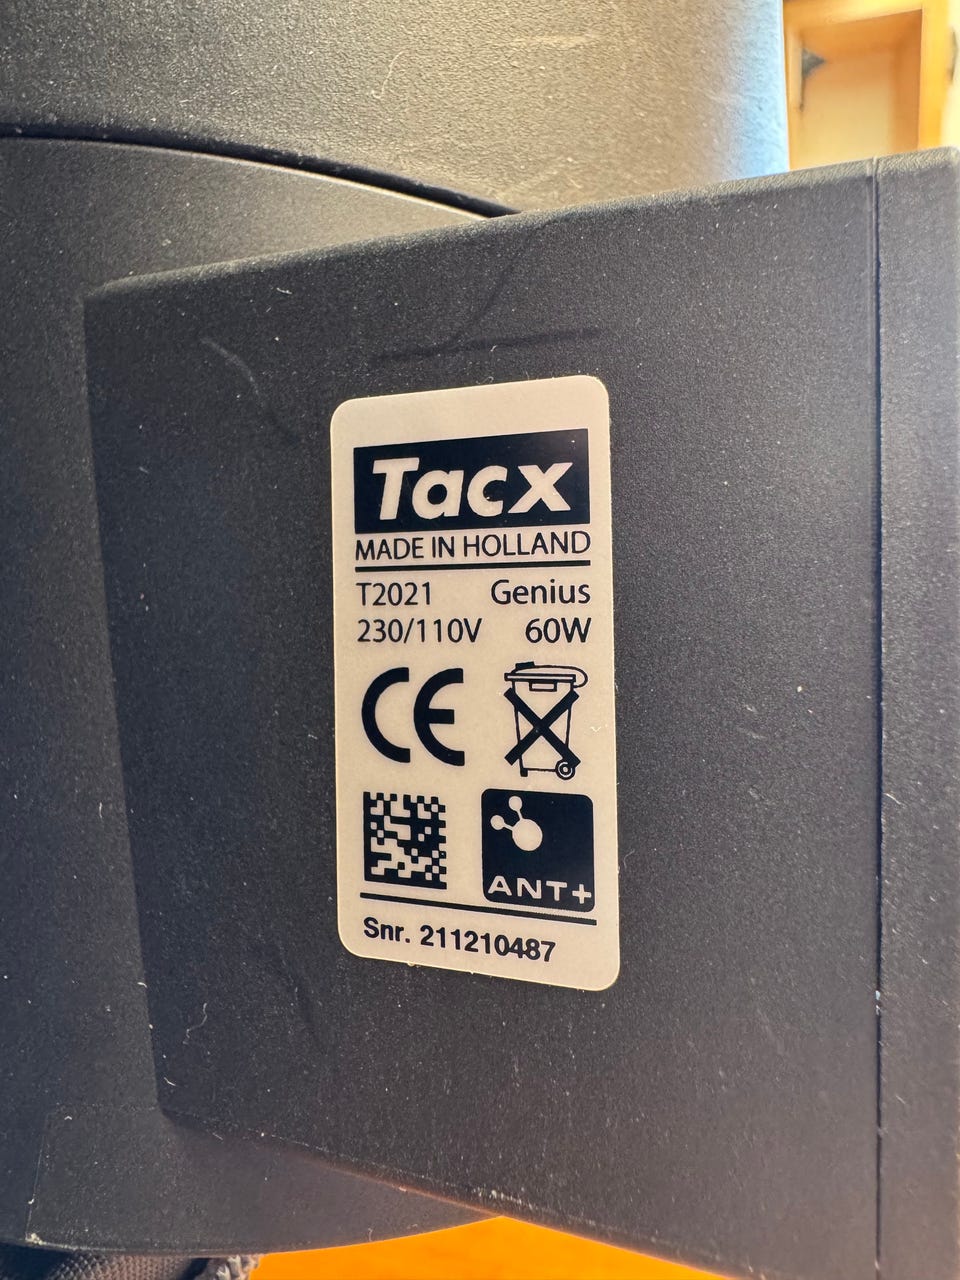 Tacx
MADE IN HOLLAND
T2021 Genius
230/110V 60W
CE
ANT+
Snr. 211210487